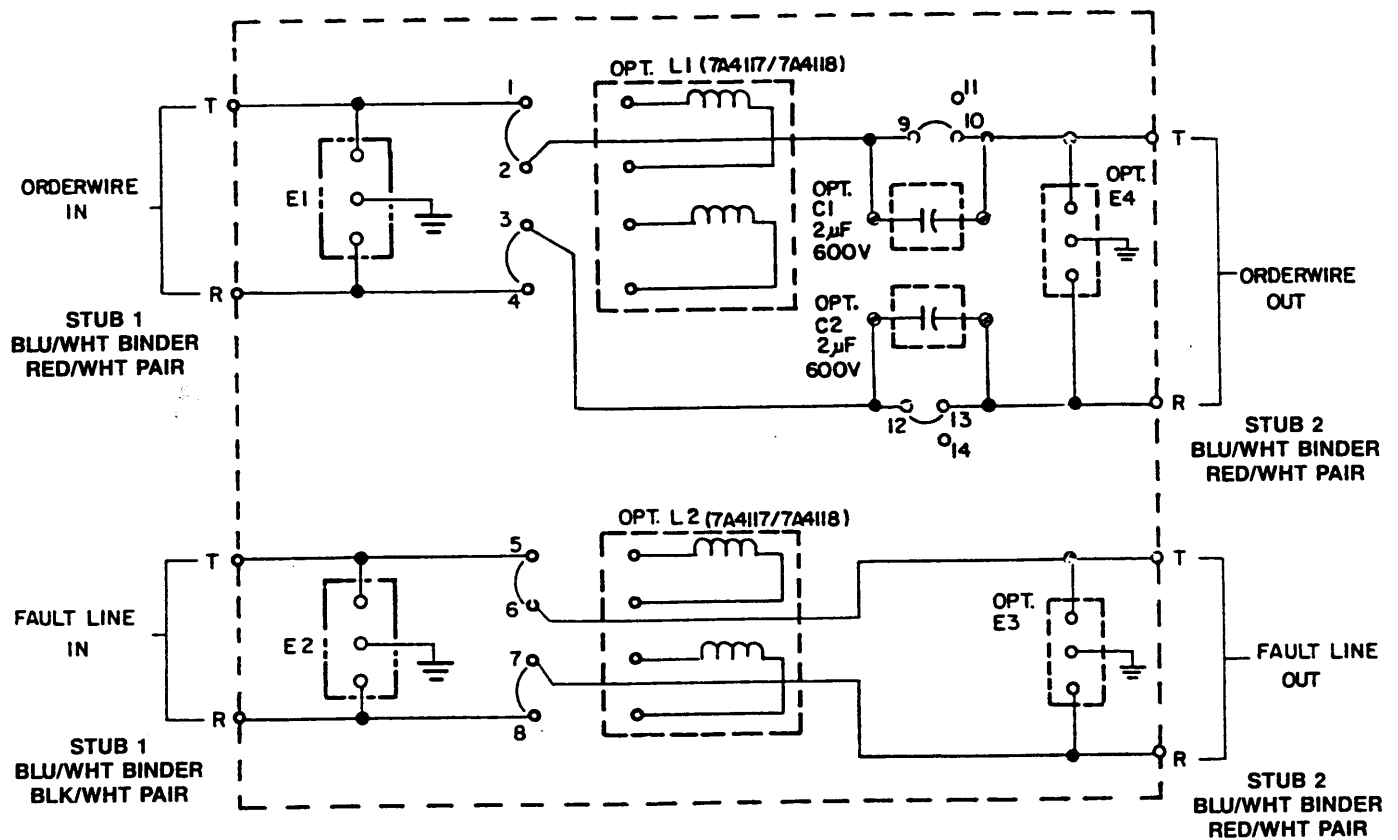 OPT. L1 (7A4117/7A4118)
1
11
T
9
10
T
2
OPT.
C1
2µF
600V
OPT.
E4
ORDERWIRE
IN
E1
3
ORDERWIRE
OUT
R
4
OPT.
C2
2µF
600V
STUB 1
BLU/WHT BINDER
RED/WHT PAIR
12
13
14
R
STUB 2
BLU/WHT BINDER
RED/WHT PAIR
OPT. L2 (7A4117/7A4118)
T
5
T
6
OPT.
E3
FAULT LINE
IN
E2
7
FAULT LINE
OUT
R
8
R
STUB 1
BLU/WHT BINDER
BLK/WHT PAIR
STUB 2
BLU/WHT BINDER
RED/WHT PAIR